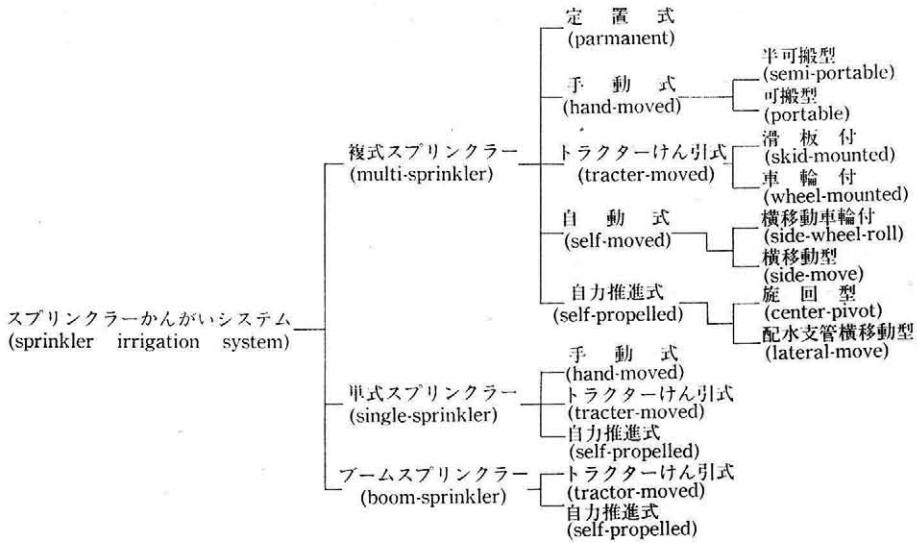 定置式
(parmanent)
手動式
(hand-moved)
半可搬型
(semi-portable)
可搬型
(portable)
複式スプリンクラー
(multi-sprinkler)
トラクターけん引式
(tracter-moved)
滑板付
(skid-mounted)
車輪付
(wheel-mounted)
自動式
(self-moved)
横移動車輪付
(side-wheel-roll)
横移動型
(side-move)
自力推進式
(self-propelled)
旋回型
(center-pivot)
配水支管横移動型
(lateral-move)
スプリンクラーかんがいシステム
(sprinkler irrigation system)
単式スプリンクラー
(single-sprinkler)
手動式
(hand-moved)
トラクターけん引式
(tracter-moved)
自力推進式
(self-propelled)
ブームスプリンクラー
(boom-sprinkler)
トラクターけん引式
(tractor-moved)
自力推進式
(self-propelled)